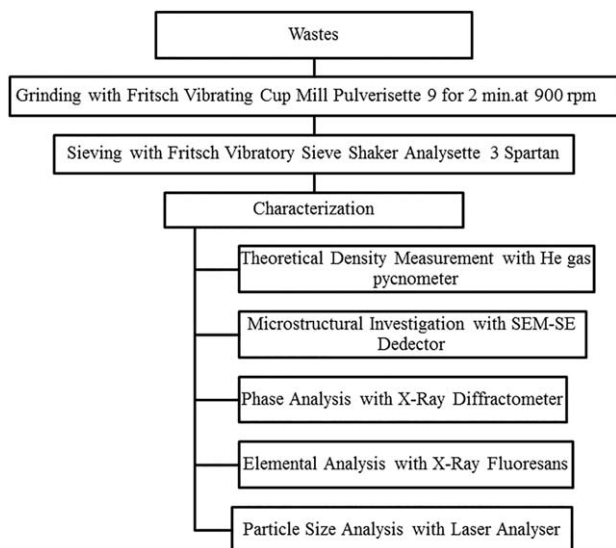 Wastes
Grinding with Fritsch Vibrating Cup Mill Pulverisette 9 for 2 min.at 900 rpm
Sieving with Fritsch Vibratory Sieve Shaker Analysette 3 Spartan
Characterization
Theoretical Density Measurement with He gas
pycnometer
Microstructural Investigation with SEM-SE
Dedector
Phase Analysis with X-Ray Diffractometer
Elemental Analysis with X-Ray Fluoresans
Particle Size Analysis with Laser Analyser